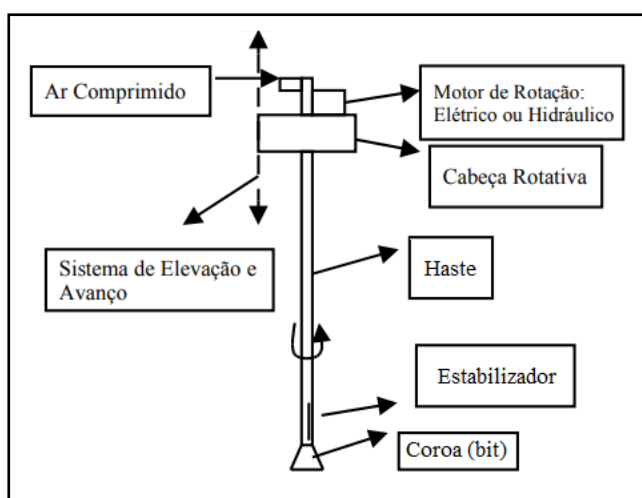 Ar Comprimido
Motor de Rotação:
Elétrico ou Hidráulico
Cabeça Rotativa
Sistema de Elevação e
Avanço
Haste
Estabilizador
Coroa (bit)